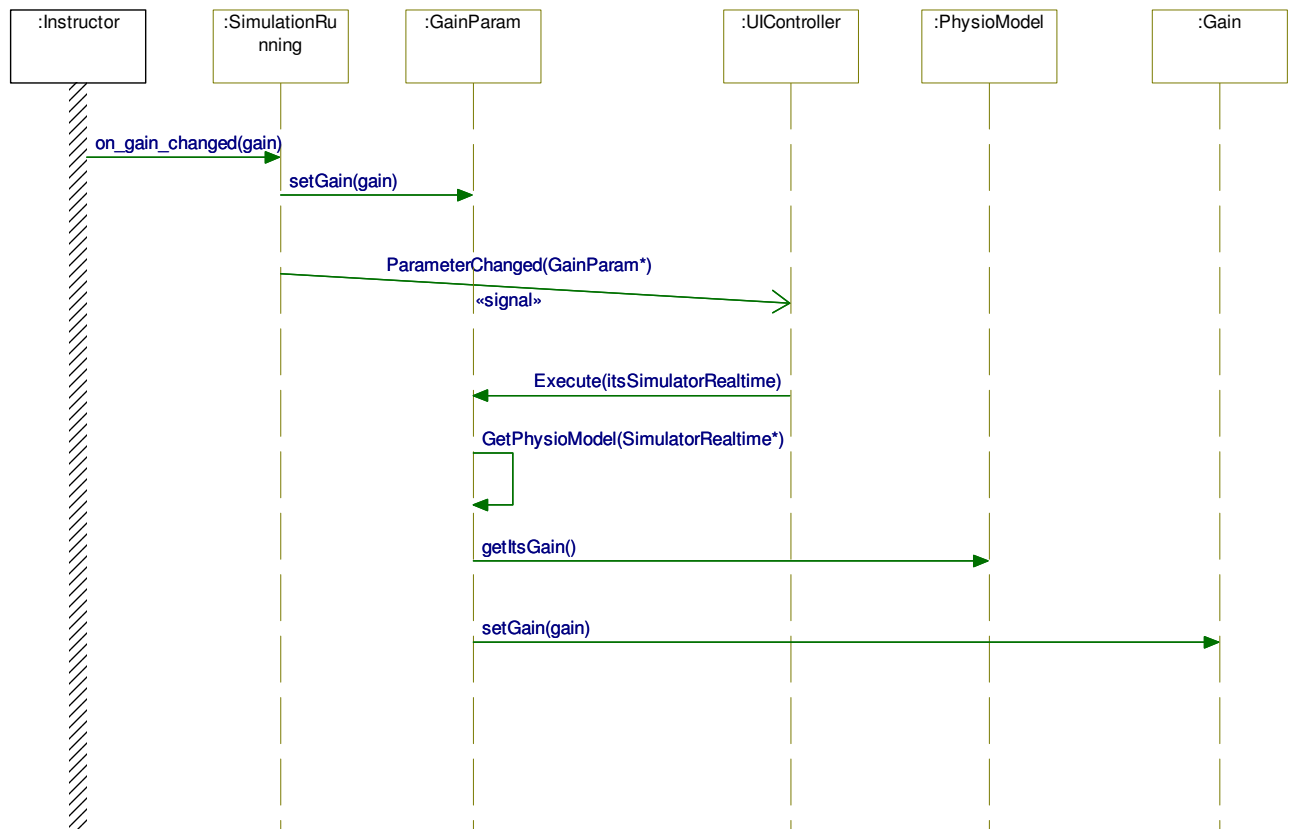 :Instructor
:SimulationRu
nning
:GainParam
:UIController
:PhysioModel
:Gain
on_gain_changed(gain)
setGain(gain)
ParameterChanged(GainParam*)
«signal»
Execute(itsSimulatorRealtime)
GetPhysioModel(SimulatorRealtime*)
getItsGain()
setGain(gain)